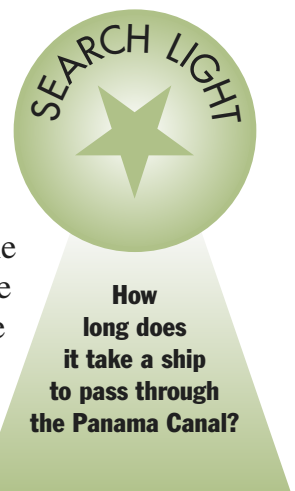 SEARCH LIGHT
How
long does
it take a ship
to pass through
the Panama Canal?